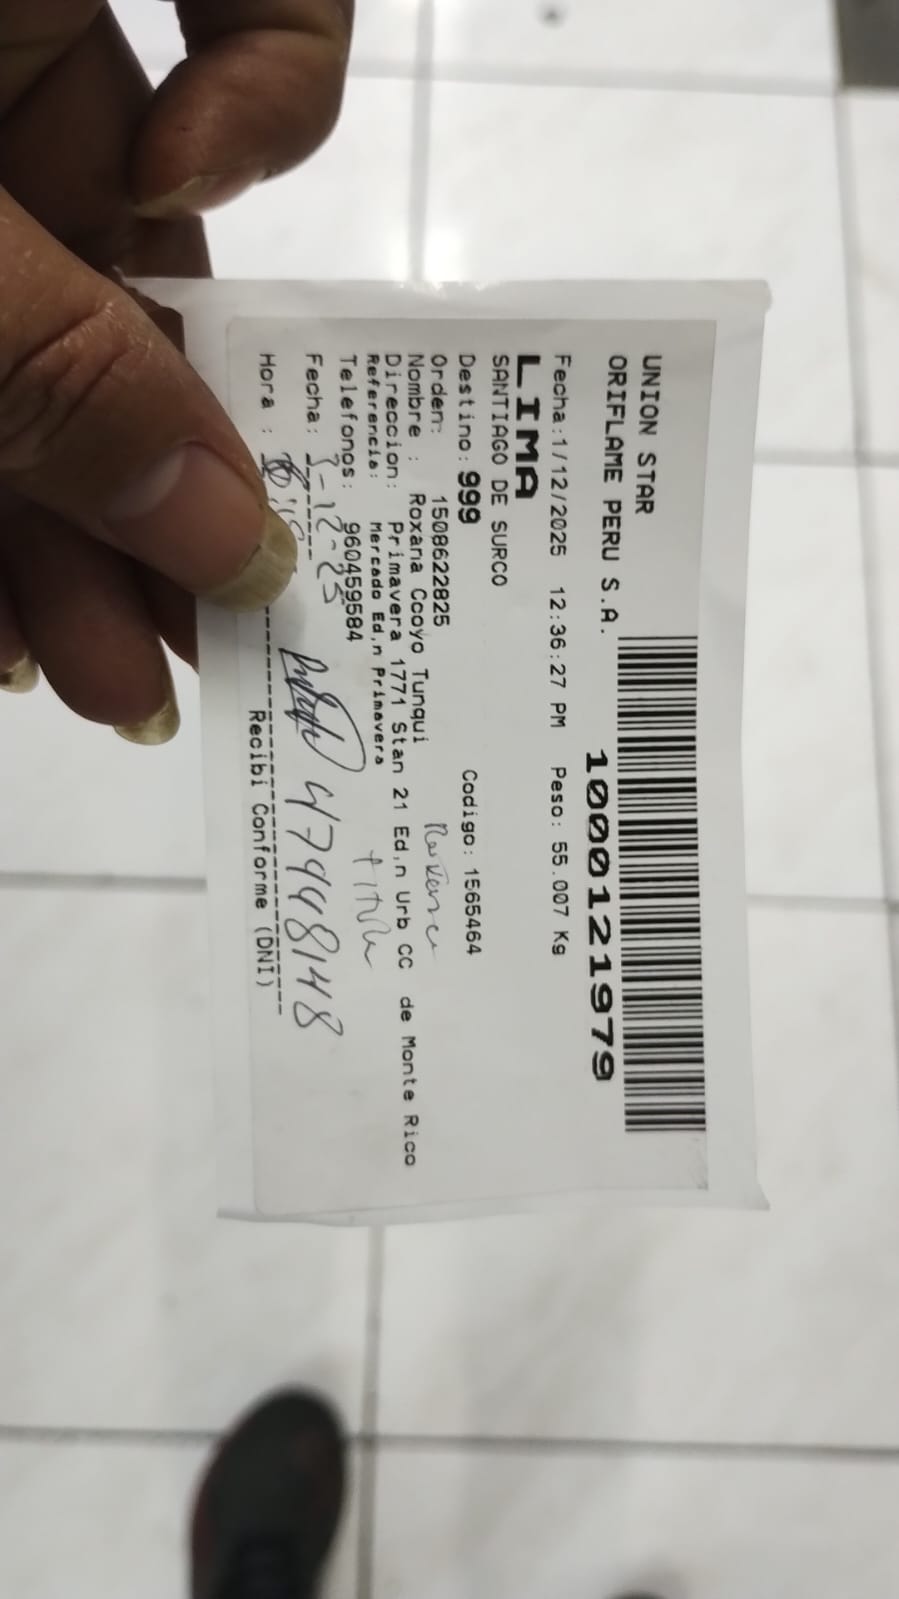 UNION STAR
ORIFLAME PERU S.A.
1000121979
Fecha:1/12/2025 12:36:27 PM Peso: 55.007 Kg
LIMA
SANTIAGO DE SURCO
Destino: 999 Codigo: 1565464
Orden: 1508622825
Nombre : Roxana Ccoyo Tunqui
Direccion: Primavera 1771 Stan 21 Ed,n Urb CC de Monte Rico
Referencia: Mercado Ed,n Primavera
Telefonos: 960459584
Fecha: 3-12-25
47998148
Hora :
Recibi Conforme (DNI)